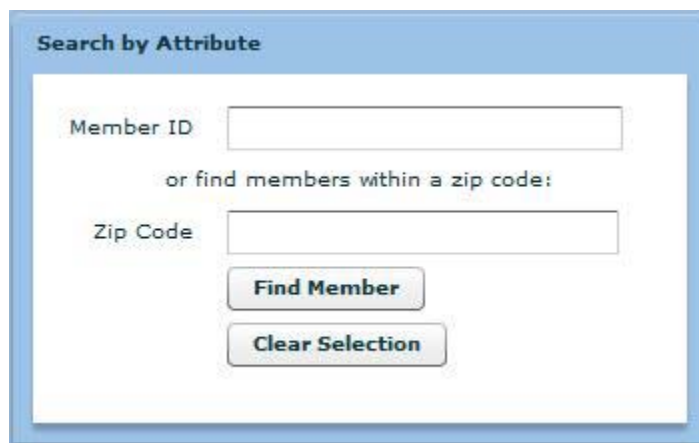 Search by Attribute
Member ID
or find members within a zip code:
Zip Code
Find Member
Clear Selection